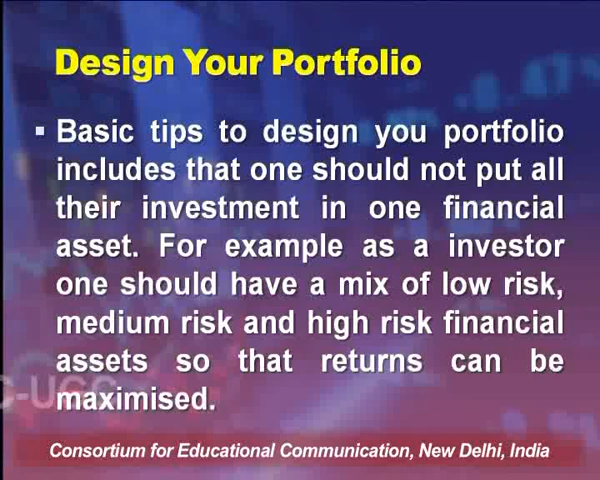 Design Your Portfolio
▪ Basic tips to design you portfolio
includes that one should not put all
their investment in one financial
asset. For example as a investor
one should have a mix of low risk,
medium risk and high risk financial
assets so that returns can be
maximised.
C-UGC
Consortium for Educational Communication, New Delhi, India